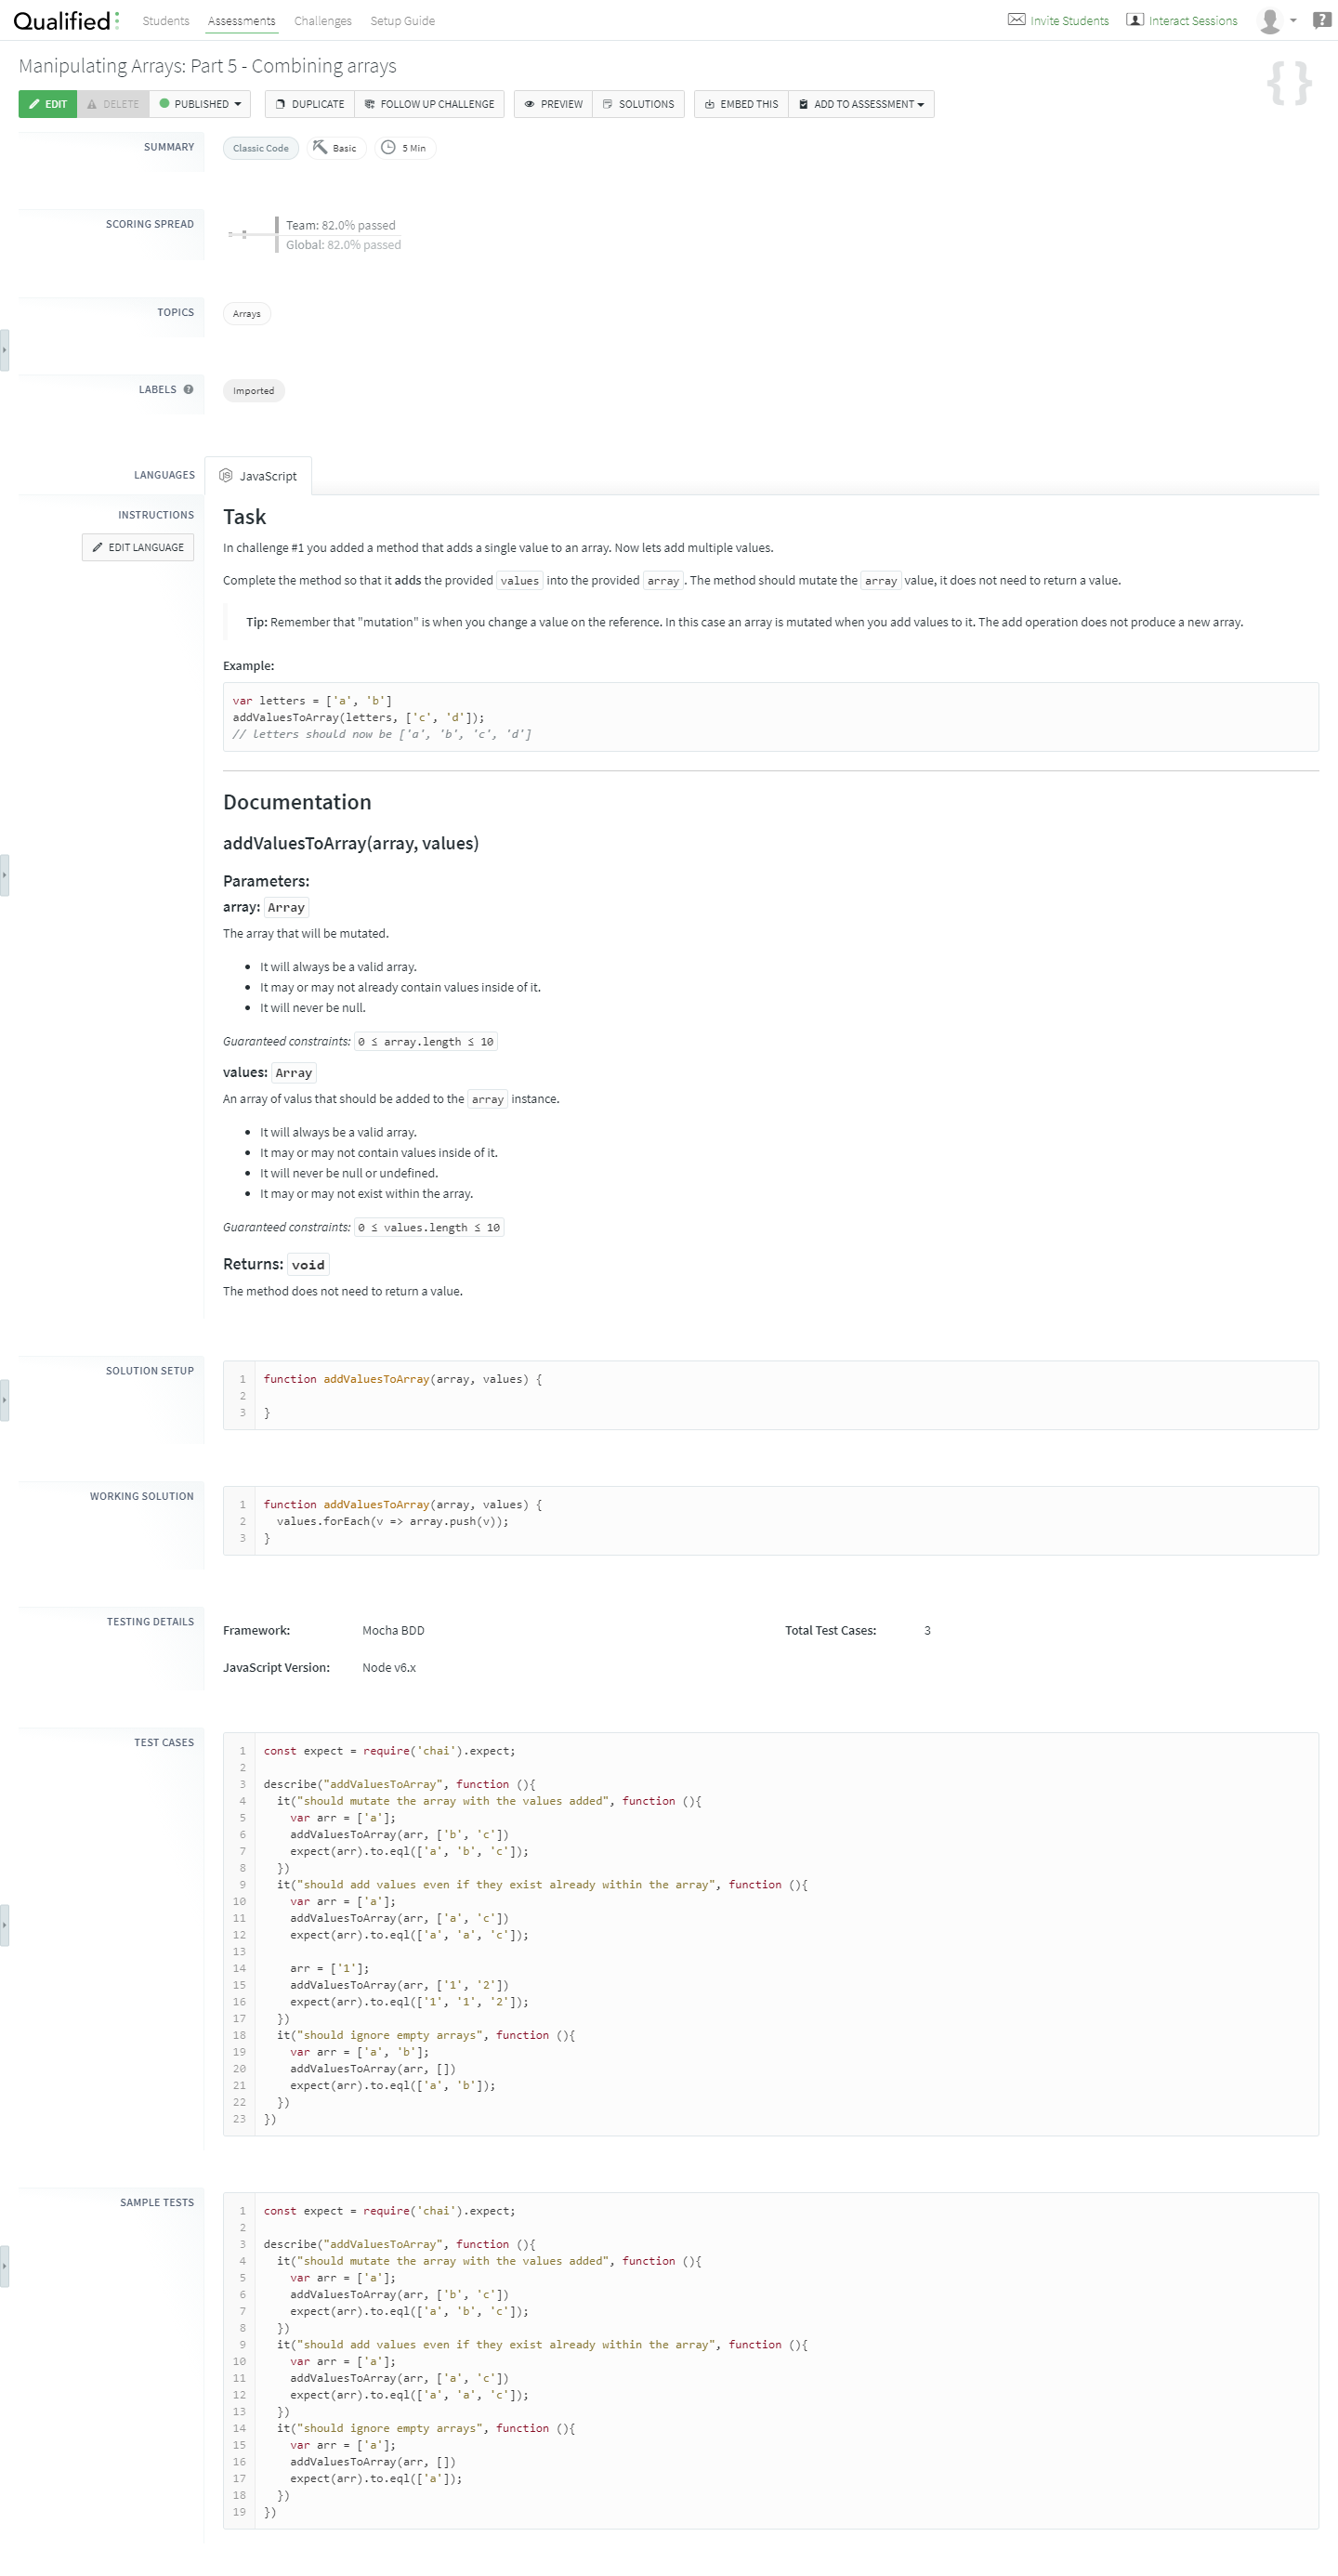 Qualified
Students Assessments Challenges Setup Guide
Invite Students Interact Sessions
?
Manipulating Arrays: Part 5 - Combining arrays
{ }
EDIT DELETE PUBLISHED DUPLICATE FOLLOW UP CHALLENGE PREVIEW SOLUTIONS EMBED THIS ADD TO ASSESSMENT
SUMMARY
Classic Code Basic 5 Min
SCORING SPREAD
Team: 82.0% passed
Global: 82.0% passed
TOPICS
Arrays
LABELS ?
Imported
LANGUAGES
JS JavaScript
INSTRUCTIONS
EDIT LANGUAGE
Task
In challenge #1 you added a method that adds a single value to an array. Now lets add multiple values.
Complete the method so that it adds the provided values into the provided array. The method should mutate the array value, it does not need to return a value.
Tip: Remember that "mutation" is when you change a value on the reference. In this case an array is mutated when you add values to it. The add operation does not produce a new array.
Example:
var letters = ['a', 'b']
addValuesToArray(letters, ['c', 'd']);
// letters should now be ['a', 'b', 'c', 'd']
Documentation
addValuesToArray(array, values)
Parameters:
array: Array
The array that will be mutated.
• It will always be a valid array.
• It may or may not already contain values inside of it.
• It will never be null.
Guaranteed constraints: 0 ≤ array.length ≤ 10
values: Array
An array of valus that should be added to the array instance.
• It will always be a valid array.
• It may or may not contain values inside of it.
• It will never be null or undefined.
• It may or may not exist within the array.
Guaranteed constraints: 0 ≤ values.length ≤ 10
Returns: void
The method does not need to return a value.
SOLUTION SETUP
1 function addValuesToArray(array, values) {
2
3 }
WORKING SOLUTION
1 function addValuesToArray(array, values) {
2   values.forEach(v => array.push(v));
3 }
TESTING DETAILS
Framework: Mocha BDD Total Test Cases: 3
JavaScript Version: Node v6.x
TEST CASES
1 const expect = require('chai').expect;
2
3 describe("addValuesToArray", function (){
4   it("should mutate the array with the values added", function (){
5     var arr = ['a'];
6     addValuesToArray(arr, ['b', 'c'])
7     expect(arr).to.eql(['a', 'b', 'c']);
8   })
9   it("should add values even if they exist already within the array", function (){
10     var arr = ['a'];
11     addValuesToArray(arr, ['a', 'c'])
12     expect(arr).to.eql(['a', 'a', 'c']);
13
14     arr = ['1'];
15     addValuesToArray(arr, ['1', '2'])
16     expect(arr).to.eql(['1', '1', '2']);
17   })
18   it("should ignore empty arrays", function (){
19     var arr = ['a', 'b'];
20     addValuesToArray(arr, [])
21     expect(arr).to.eql(['a', 'b']);
22   })
23 })
SAMPLE TESTS
1 const expect = require('chai').expect;
2
3 describe("addValuesToArray", function (){
4   it("should mutate the array with the values added", function (){
5     var arr = ['a'];
6     addValuesToArray(arr, ['b', 'c'])
7     expect(arr).to.eql(['a', 'b', 'c']);
8   })
9   it("should add values even if they exist already within the array", function (){
10     var arr = ['a'];
11     addValuesToArray(arr, ['a', 'c'])
12     expect(arr).to.eql(['a', 'a', 'c']);
13   })
14   it("should ignore empty arrays", function (){
15     var arr = ['a'];
16     addValuesToArray(arr, [])
17     expect(arr).to.eql(['a']);
18   })
19 })